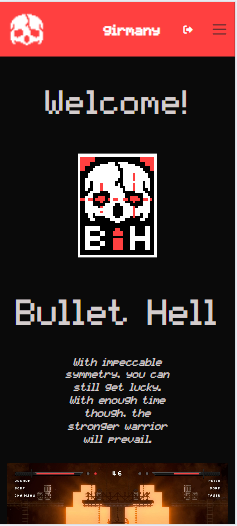 girmany
Welcome!
B H
Bullet Hell
With impeccable
symmetry, you can
still get lucky.
With enough time
though, the
stronger warrior
will prevail.